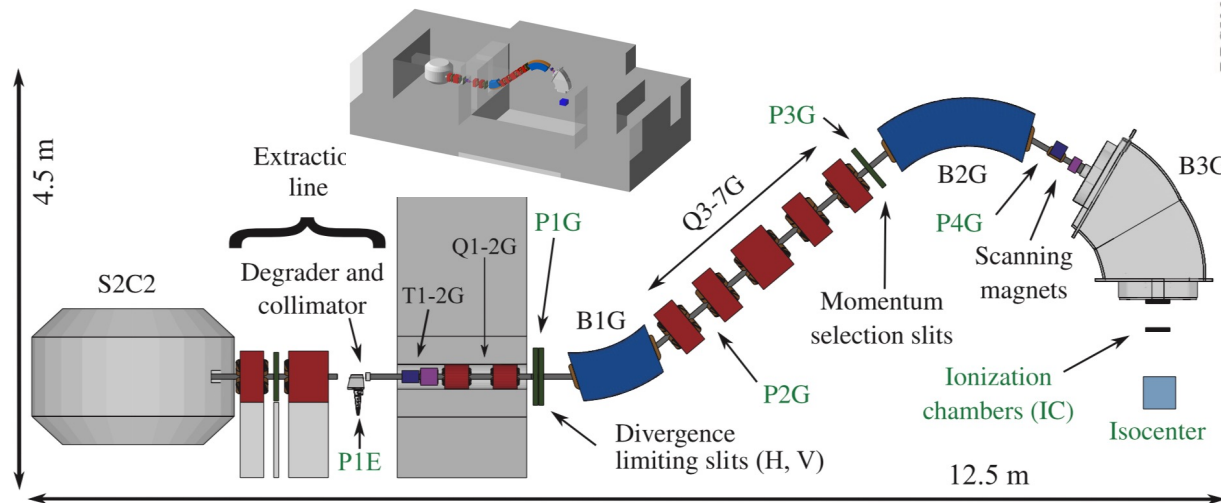 4.5 m
S2C2
Extractic
line
Degrader and
collimator
P1E
T1-2G
Q1-2G
P1G
B1G
Divergence
limiting slits (H, V)
Q3-7G
P2G
P3G
Momentum
selection slits
B2G
P4G
Scanning
magnets
B3G
Ionization
chambers (IC)
Isocenter
12.5 m